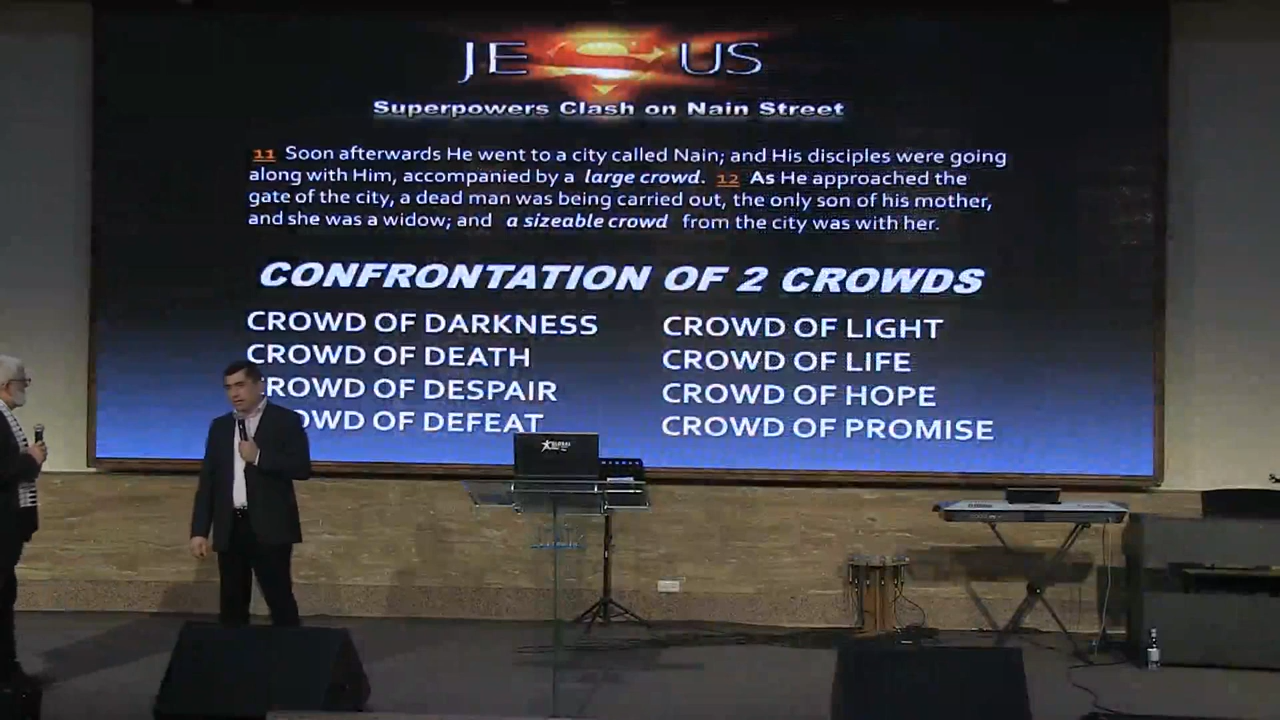 JESUS
Superpowers Clash on Nain Street
11 Soon afterwards He went to a city called Nain; and His disciples were going
along with Him, accompanied by a large crowd. 12 As He approached the
gate of the city, a dead man was being carried out, the only son of his mother,
and she was a widow; and a sizeable crowd from the city was with her.
CONFRONTATION OF 2 CROWDS
CROWD OF DARKNESS
CROWD OF DEATH
ROWD OF DESPAIR
OWD OF DEFEAT
CROWD OF LIGHT
CROWD OF LIFE
CROWD OF HOPE
CROWD OF PROMISE
GLOBAL